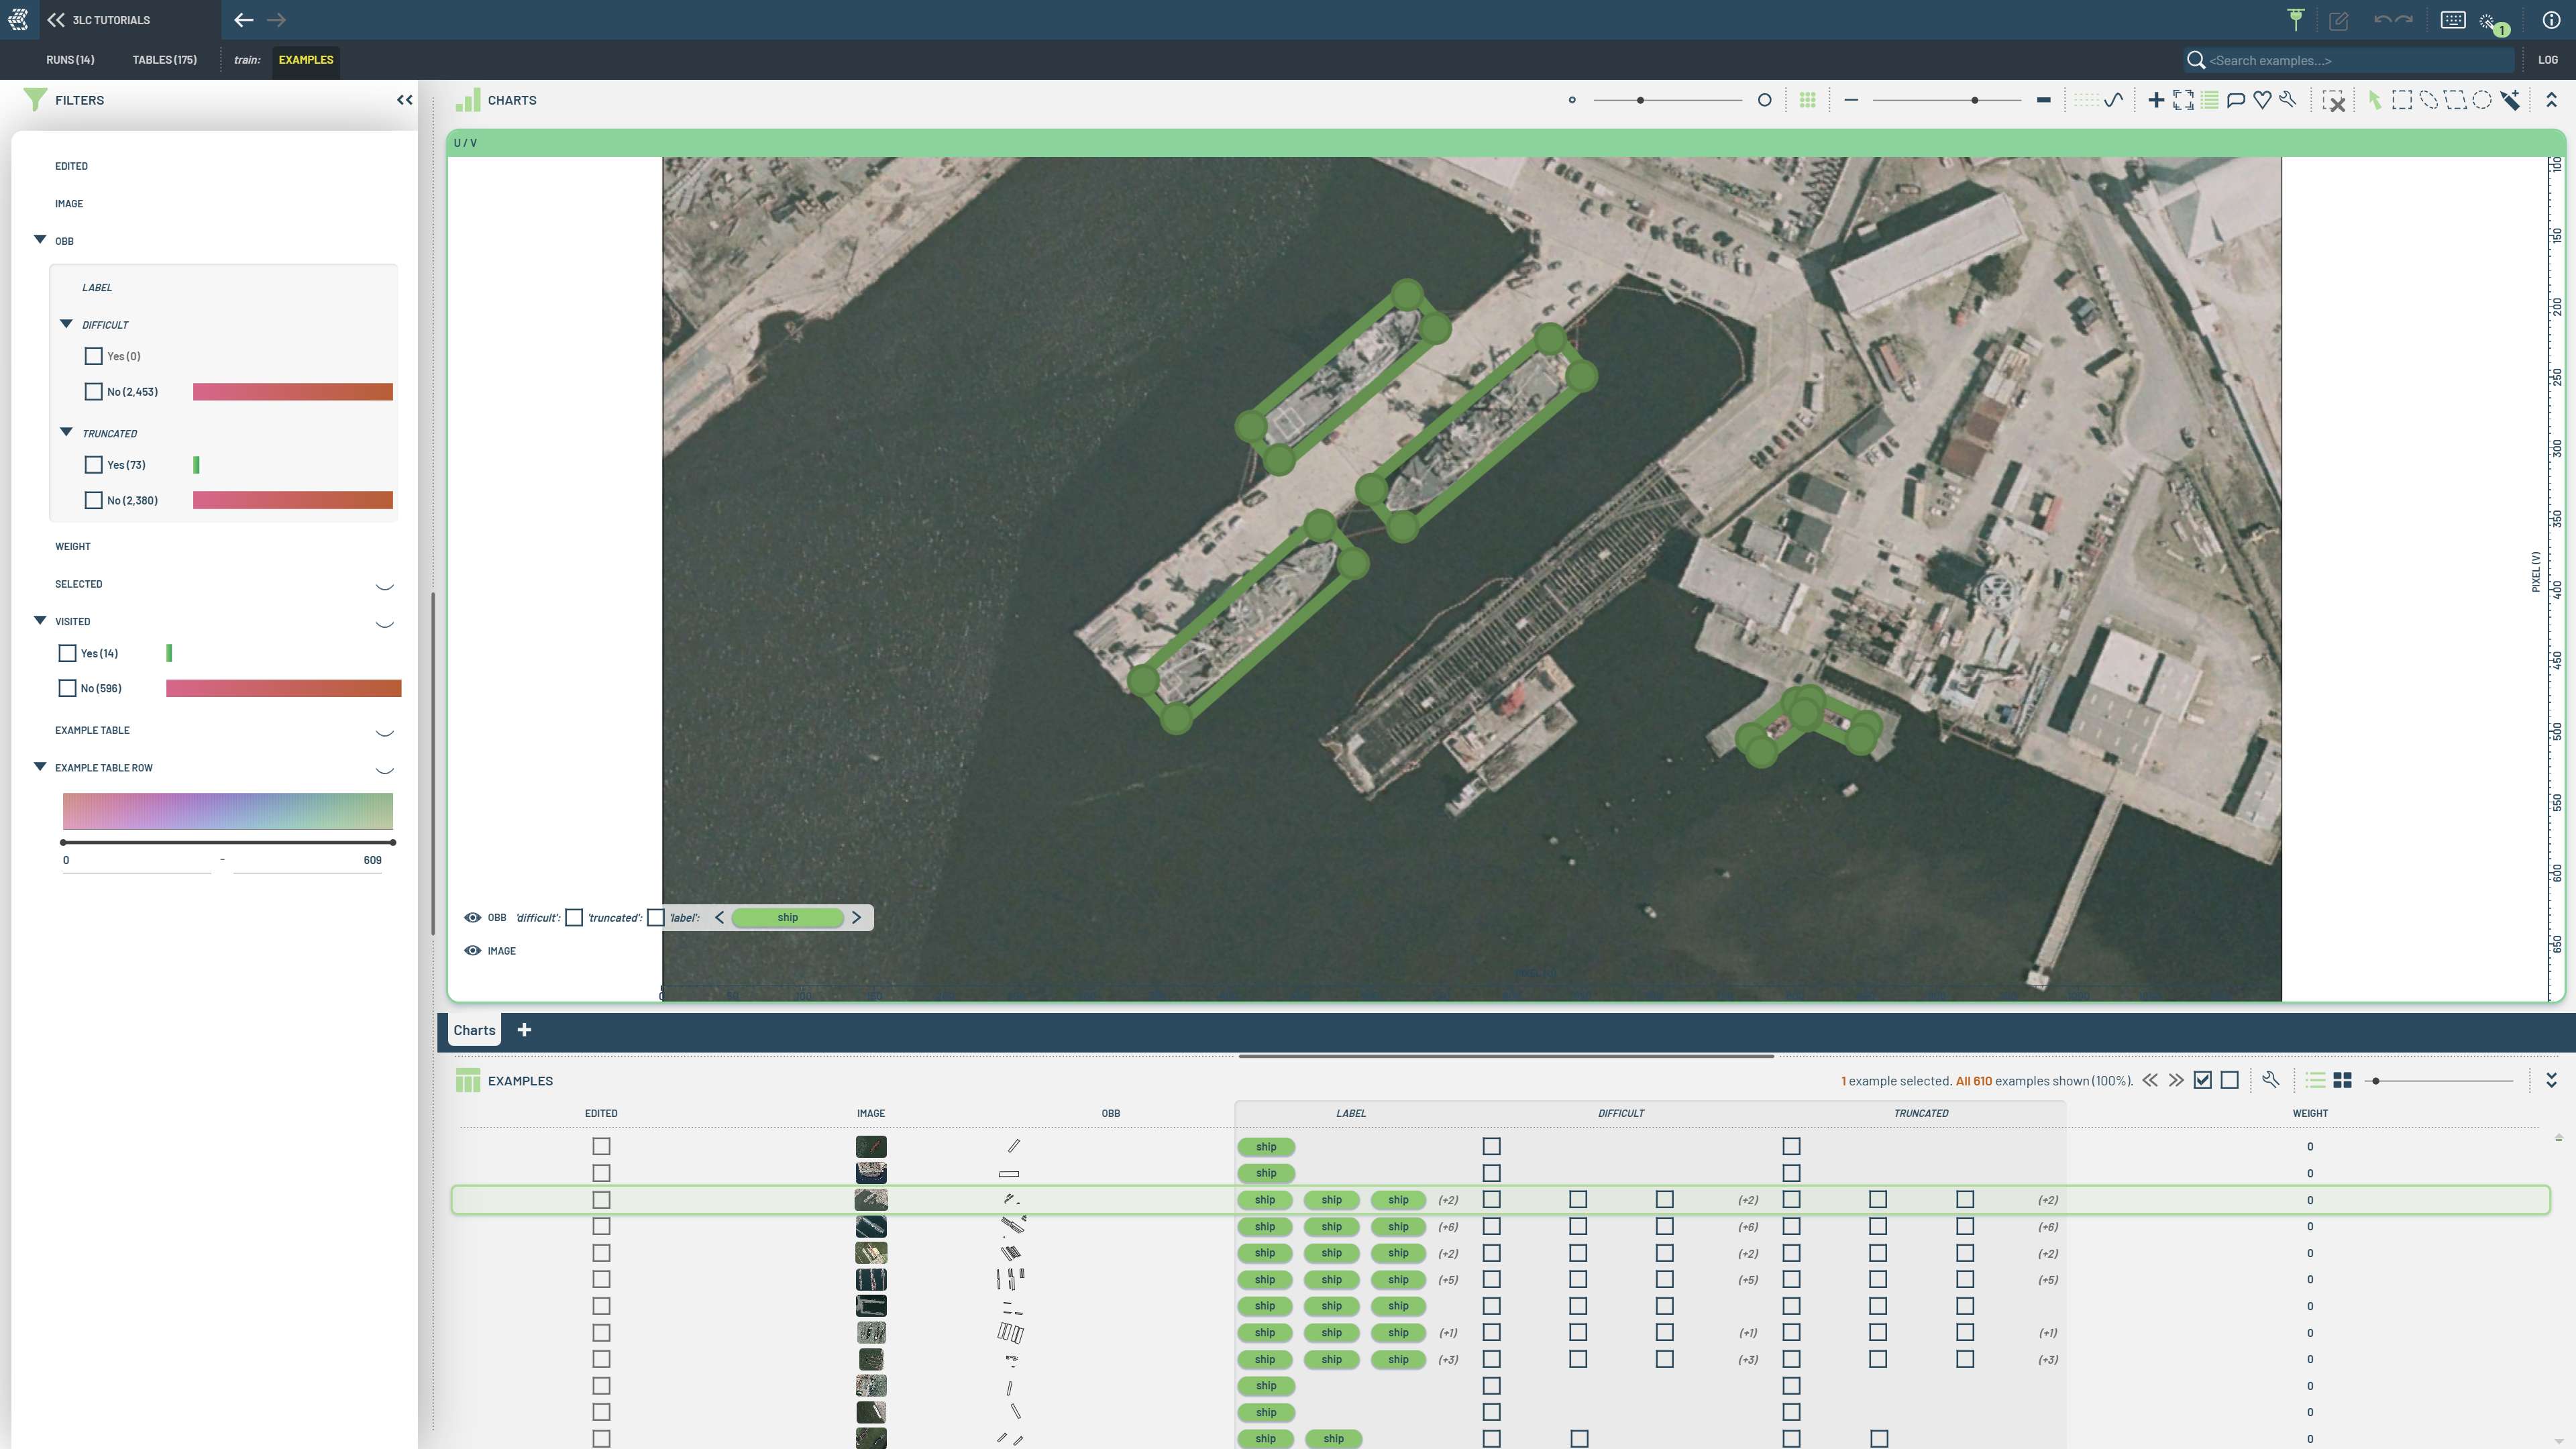 3LC TUTORIALS
1
RUNS (14) TABLES (175) train: EXAMPLES <Search examples...> LOG
FILTERS
CHARTS
U / V
EDITED
IMAGE
OBB
LABEL
DIFFICULT
Yes (0)
No (2,453)
TRUNCATED
Yes (73)
No (2,380)
WEIGHT
SELECTED
VISITED
Yes (14)
No (596)
EXAMPLE TABLE
EXAMPLE TABLE ROW
0 - 609
100
150
200
250
300
350
400
450
500
550
600
650
PIXEL (V)
OBB 'difficult': 'truncated': 'label': ship
IMAGE
Charts
EXAMPLES
1 example selected. All 610 examples shown (100%).
EDITED IMAGE OBB LABEL DIFFICULT TRUNCATED WEIGHT
ship 0
ship 0
ship ship ship (+2) (+2) (+2) 0
ship ship ship (+6) (+6) (+6) 0
ship ship ship (+2) (+2) (+2) 0
ship ship ship (+5) (+5) (+5) 0
ship ship ship 0
ship ship ship (+1) (+1) (+1) 0
ship ship ship (+3) (+3) (+3) 0
ship 0
ship 0
ship ship 0